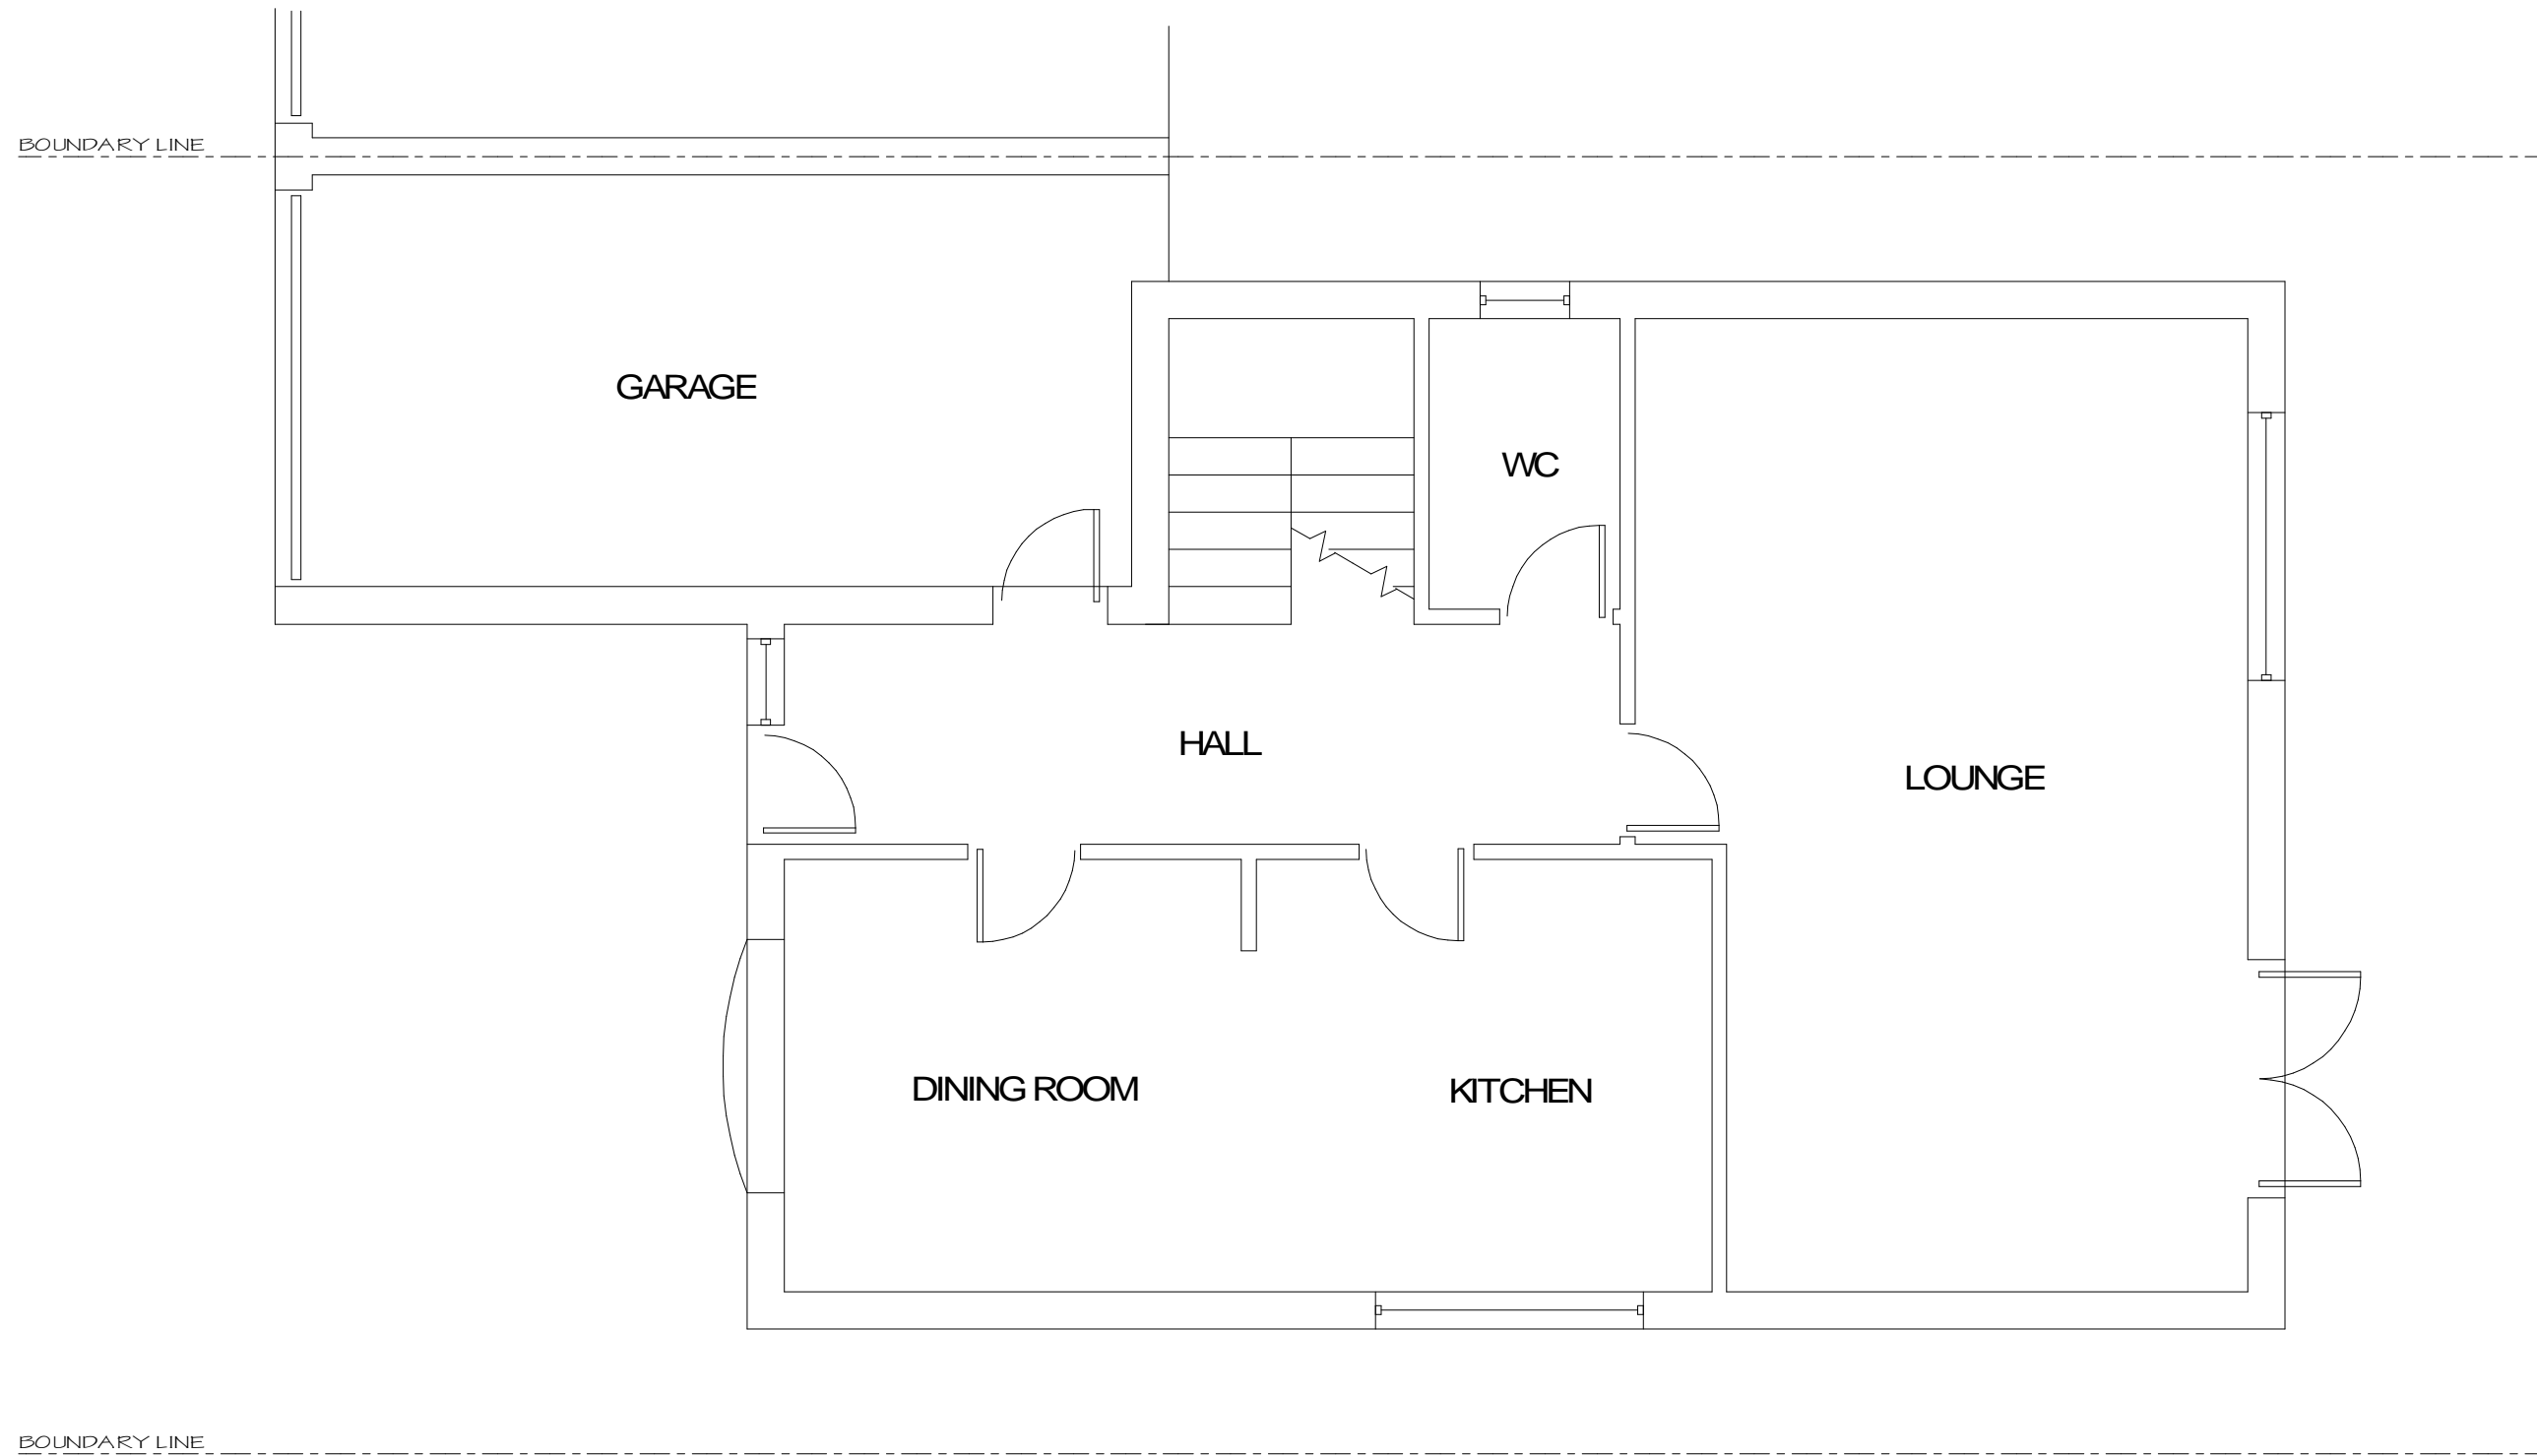 BOUNDARY LINE
GARAGE
WC
HALL
LOUNGE
DINING ROOM
KITCHEN
BOUNDARY LINE